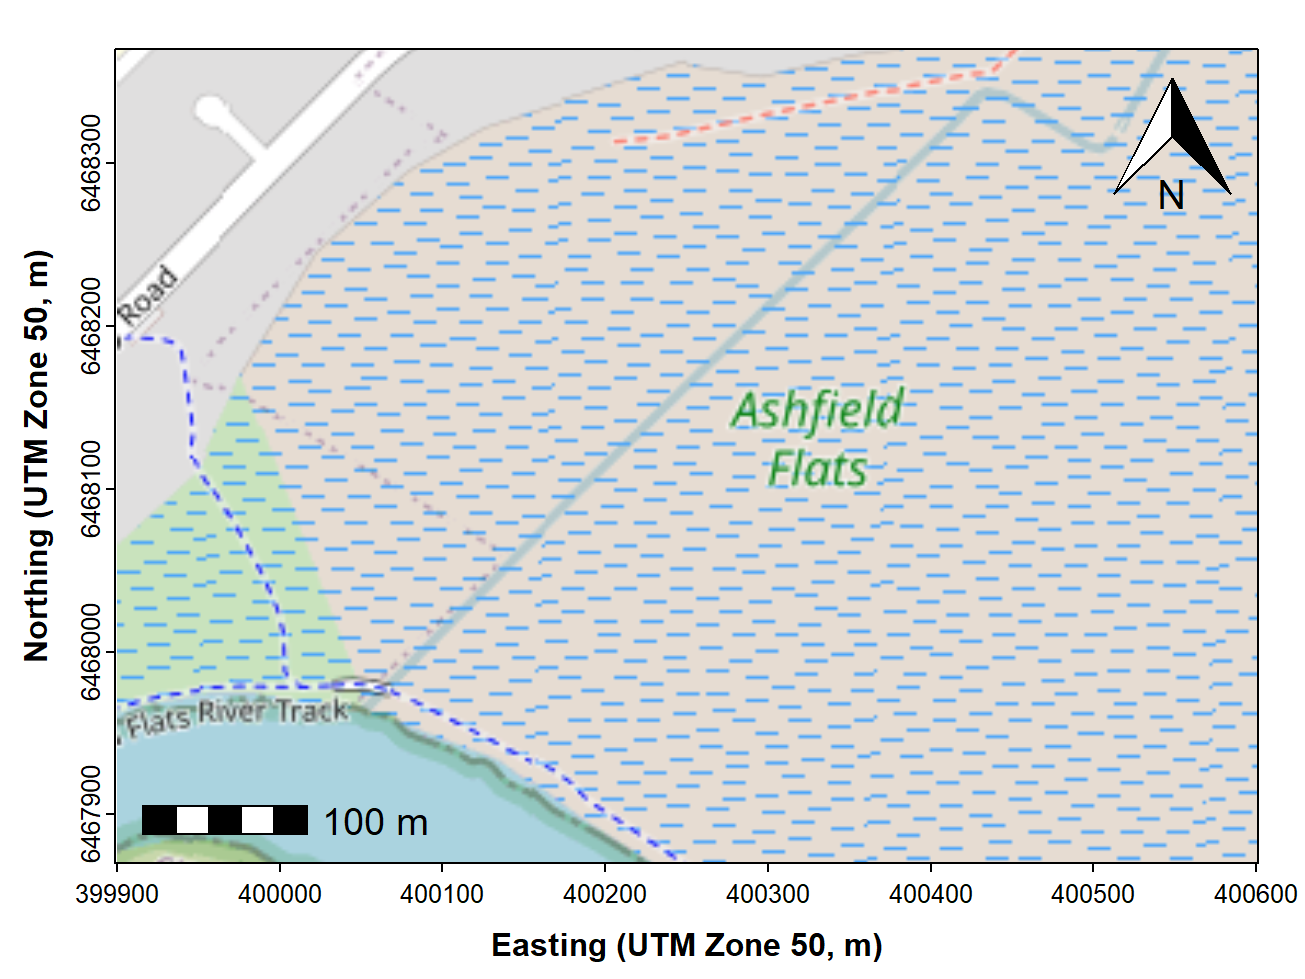 Northing (UTM Zone 50, m)
6468300
6468200
6468100
6468000
6467900
Road
N
Ashfield
Flats
Flats River Track
100 m
399900
400000
400100
400200
400300
400400
400500
400600
Easting (UTM Zone 50, m)